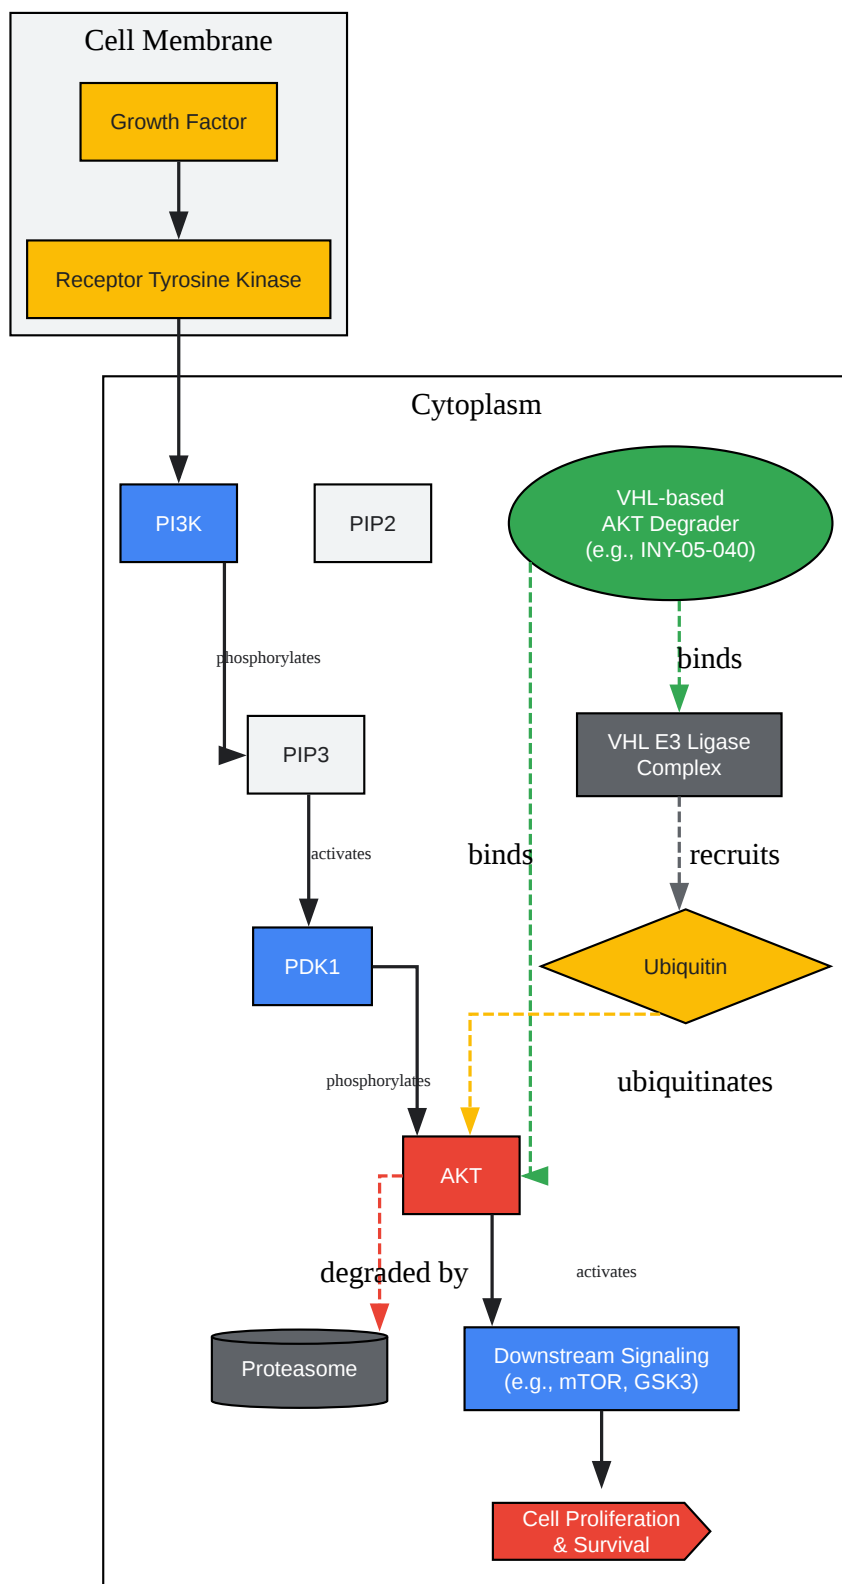 Cell Membrane
Growth Factor
Receptor Tyrosine Kinase
Cytoplasm
PI3K
PIP2
VHL-based
AKT Degrader
(e.g., INY-05-040)
phosphorylates
binds
PIP3
VHL E3 Ligase
Complex
activates
binds
recruits
PDK1
Ubiquitin
phosphorylates
ubiquitinates
AKT
degraded by
activates
Proteasome
Downstream Signaling
(e.g., mTOR, GSK3)
Cell Proliferation
& Survival